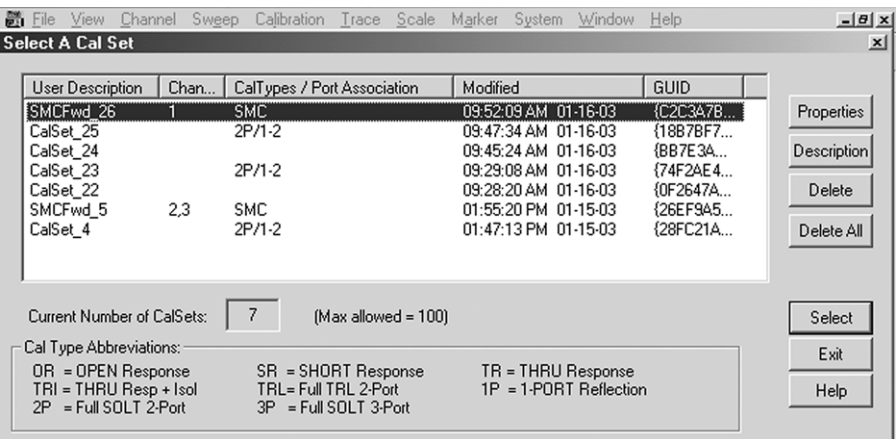 File View Channel Sweep Calibration Trace Scale Marker System Window Help
Select A Cal Set
User Description Chan... CalTypes / Port Association Modified GUID
SMCFwd_26 1 SMC 09:52:09 AM 01-16-03 {C2C3A7B...
CalSet_25 2P/1-2 09:47:34 AM 01-16-03 {18B7BF7...
CalSet_24 09:45:24 AM 01-16-03 {BB7E3A...
CalSet_23 2P/1-2 09:29:08 AM 01-16-03 {74F2AE4...
CalSet_22 09:28:20 AM 01-16-03 {0F2647A...
SMCFwd_5 2,3 SMC 01:55:20 PM 01-15-03 {26EF9A5...
CalSet_4 2P/1-2 01:47:13 PM 01-15-03 {28FC21A...
Properties
Description
Delete
Delete All
Current Number of CalSets: 7 (Max allowed = 100)
Select
Exit
Help
Cal Type Abbreviations:
OR = OPEN Response SR = SHORT Response TR = THRU Response
TRI = THRU Resp + Isol TRL= Full TRL 2-Port 1P = 1-PORT Reflection
2P = Full SOLT 2-Port 3P = Full SOLT 3-Port